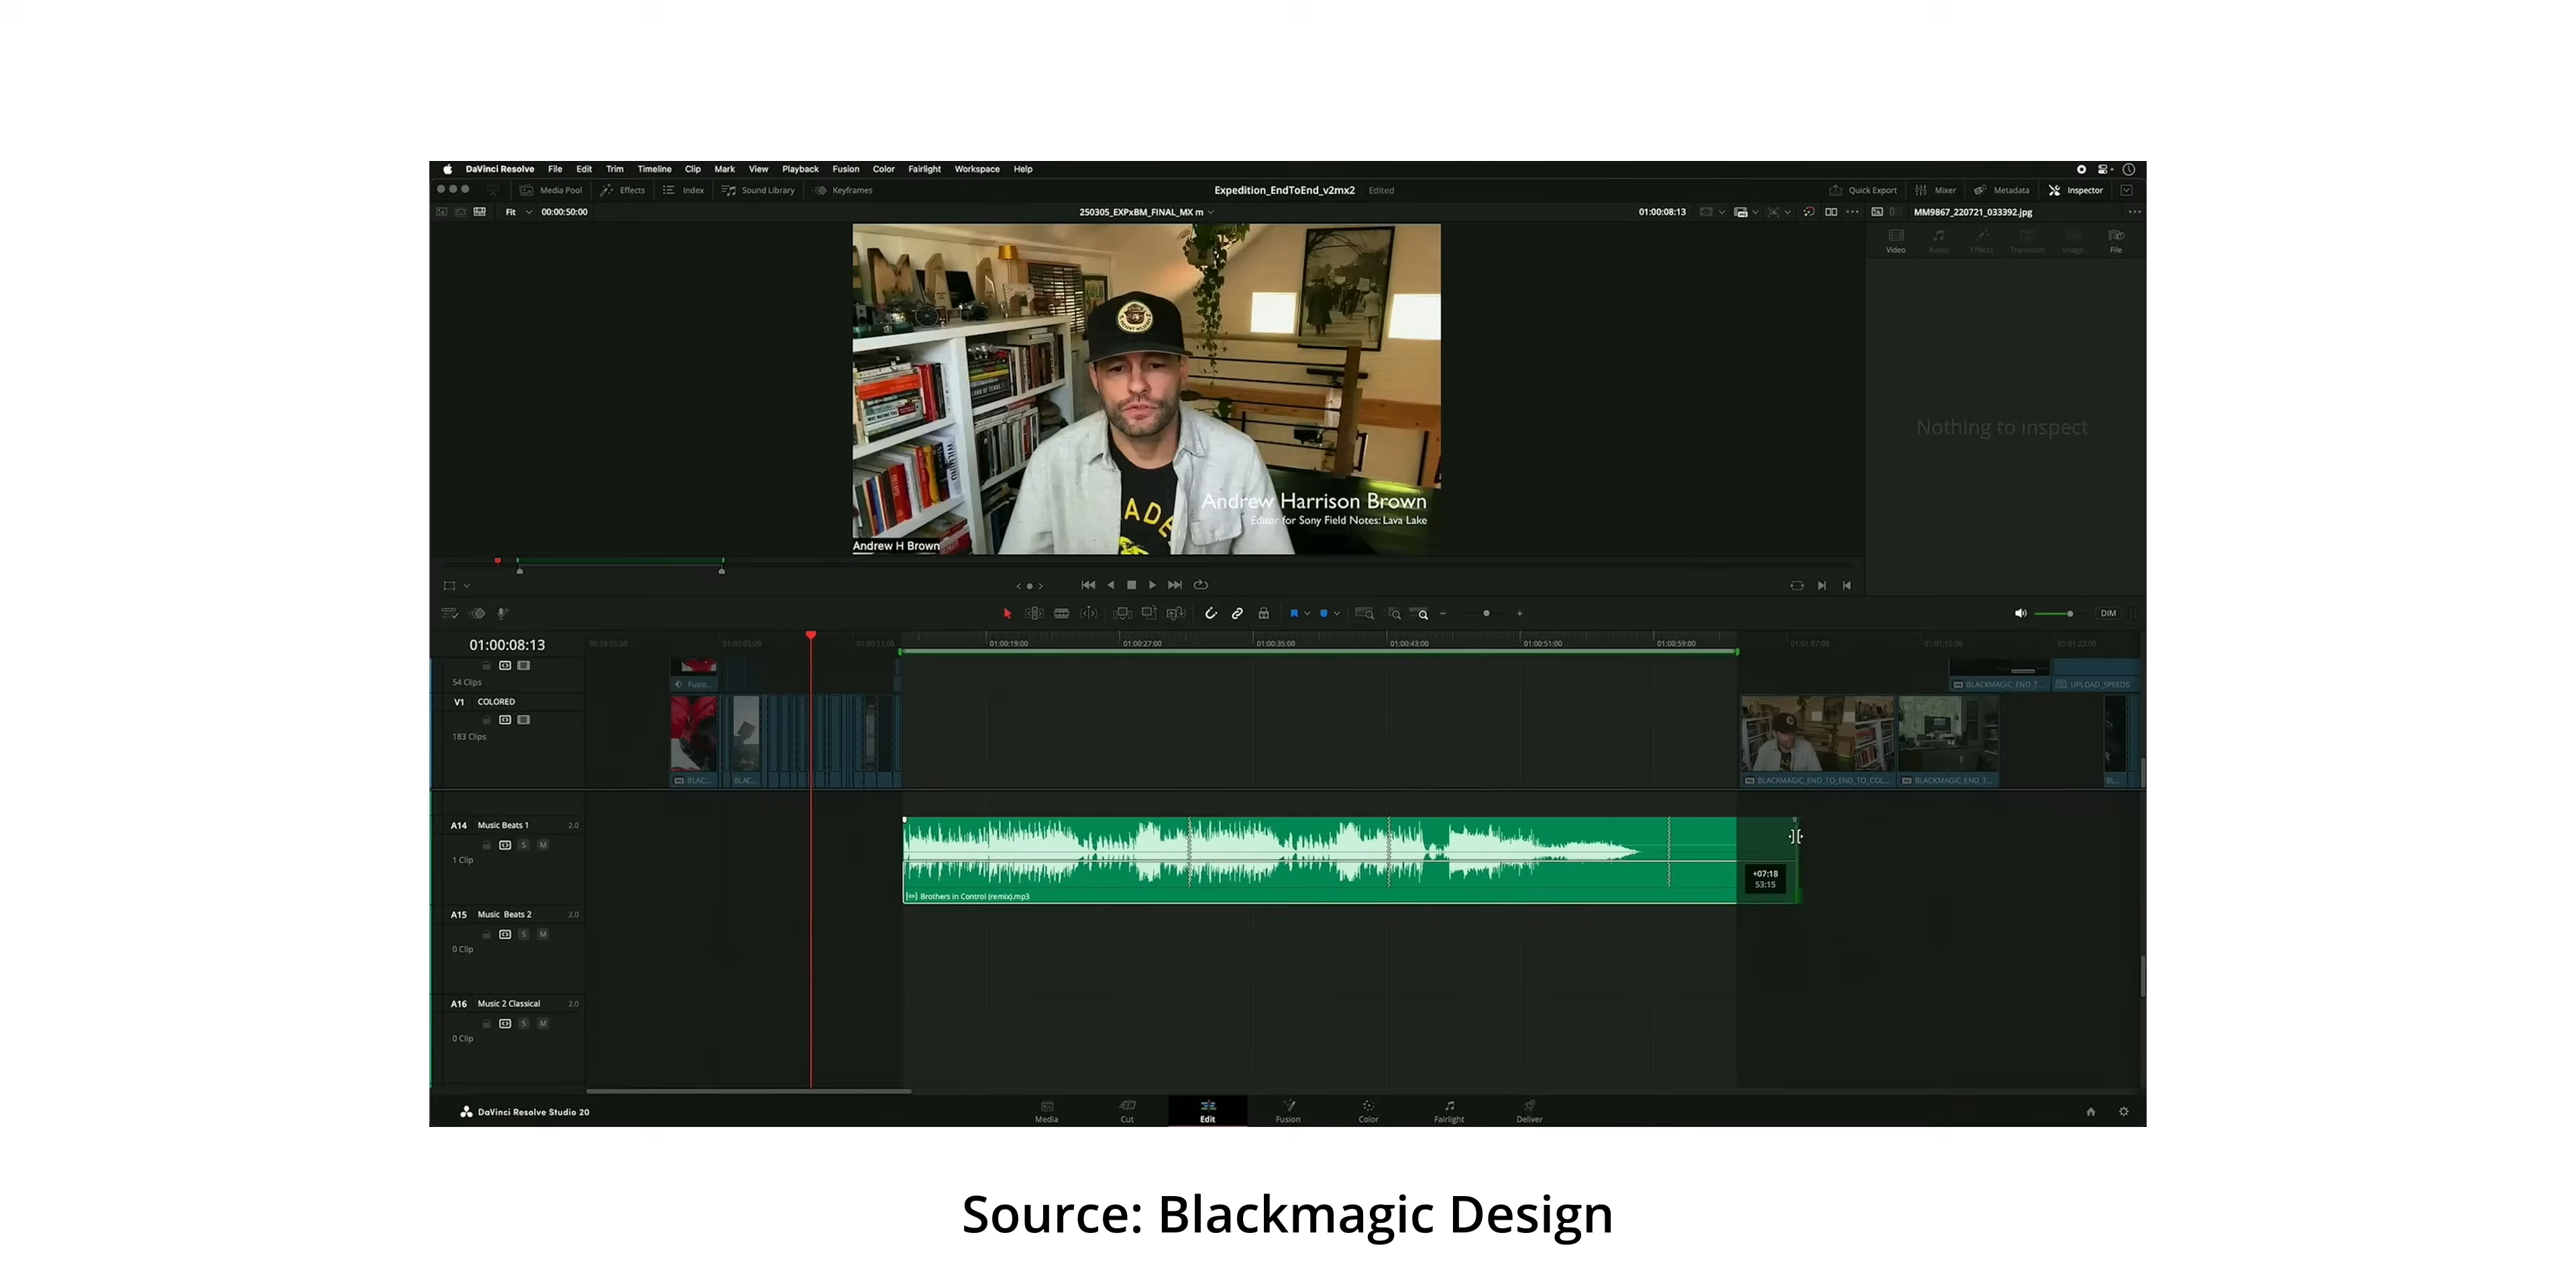 DaVinci Resolve File Edit Trim Timeline Clip Mark View Playback Fusion Color Fairlight Workspace Help
Media Pool Effects Index Sound Library Keyframes Expedition_EndToEnd_v2mx2 Edited Quick Export Mixer Metadata Inspector
Fit 00:00:50:00 250305_EXPxBM_FINAL_MX m 01:00:08:13 MM9867_220721_033392.jpg
Video Audio Effects Transition Image File
Nothing to inspect
ADE
Andrew Harrison Brown
Editor for Sony Field Notes: Lava Lake
Andrew H Brown
DIM
01:00:08:13
00:59:55:00 01:00:03:00 01:00:11:00 01:00:19:00 01:00:27:00 01:00:35:00 01:00:43:00 01:00:51:00 01:00:59:00 01:01:07:00 01:01:15:00 01:01:23:00
54 Clips Fusio... BLACKMAGIC_END_T... UPLOAD_SPEEDS
V1 COLORED
183 Clips
BLAC... BLAC... BLACKMAGIC_END_TO_END_TO_COL... BLACKMAGIC_END_T... BL...
A14 Music Beats 1 2.0
S M
1 Clip
+07:18
53:15
Brothers in Control (remix).mp3
A15 Music Beats 2 2.0
S M
0 Clip
A16 Music 2 Classical 2.0
S M
0 Clip
DaVinci Resolve Studio 20
Media Cut Edit Fusion Color Fairlight Deliver
Source: Blackmagic Design